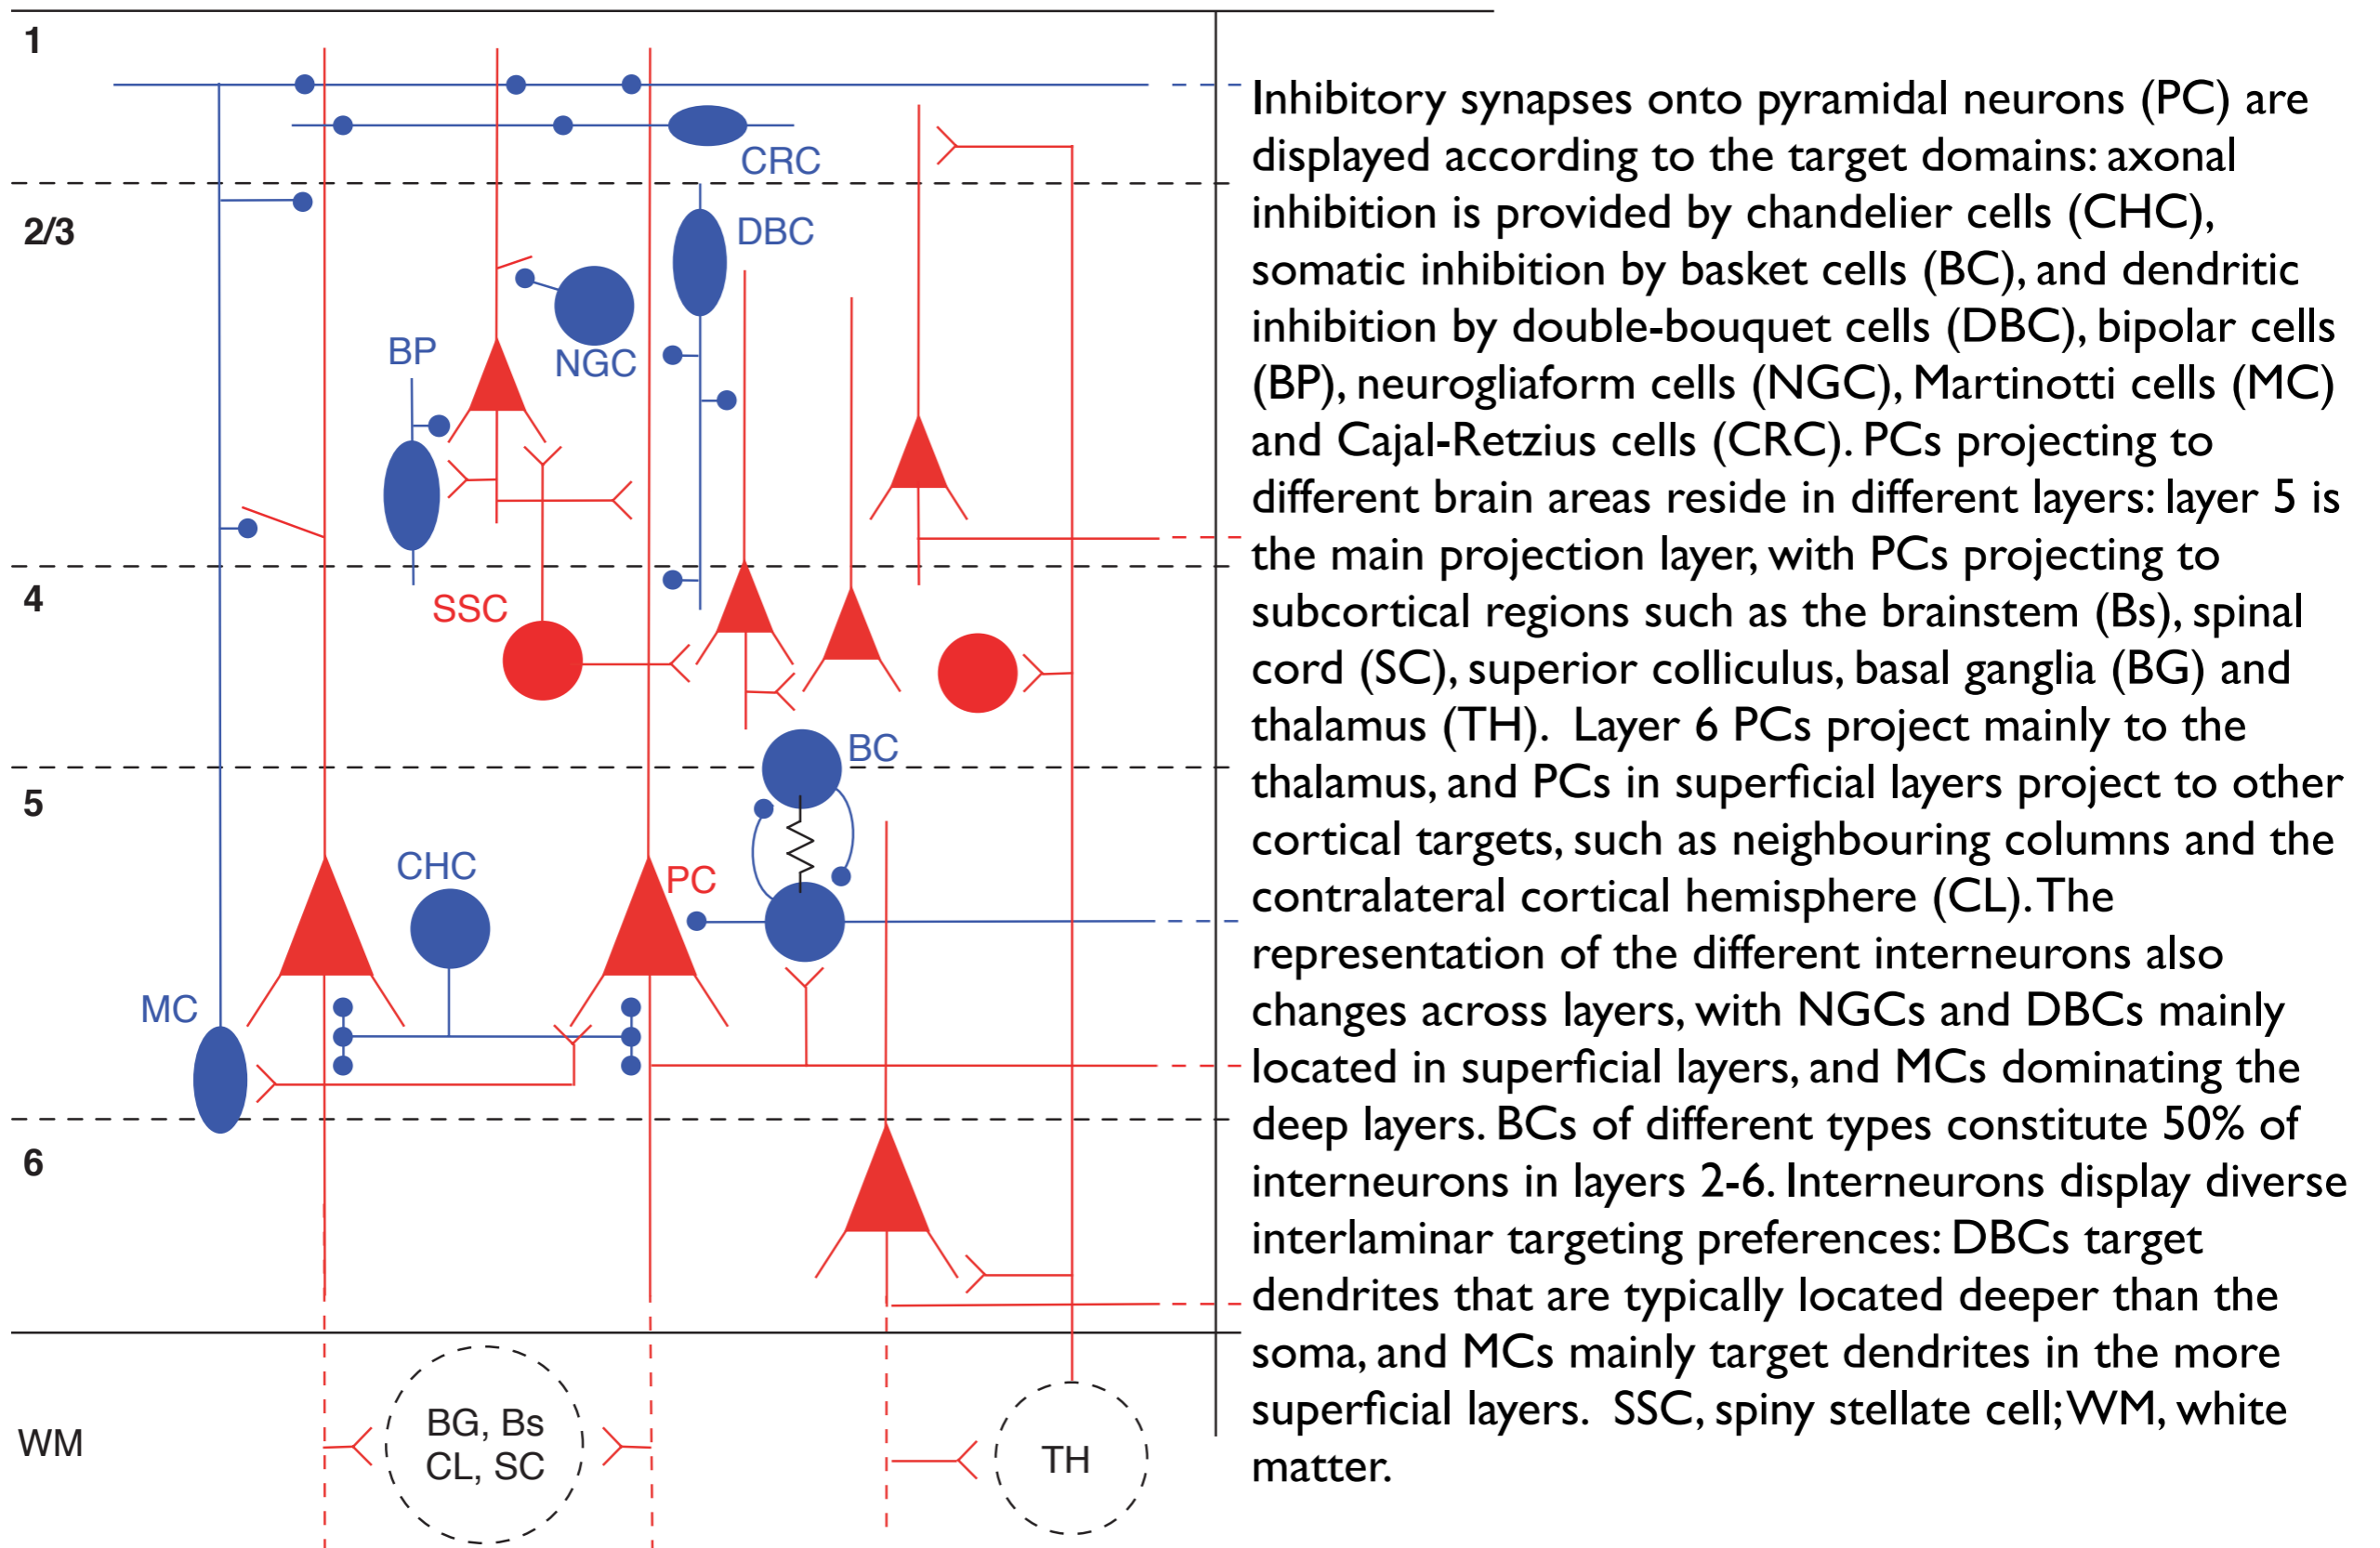 1
CRC
2/3
DBC
BP
NGC
4
SSC
BC
5
CHC
PC
MC
6
BG, Bs
CL, SC
TH
WM
Inhibitory synapses onto pyramidal neurons (PC) are
displayed according to the target domains: axonal
inhibition is provided by chandelier cells (CHC),
somatic inhibition by basket cells (BC), and dendritic
inhibition by double-bouquet cells (DBC), bipolar cells
(BP), neurogliaform cells (NGC), Martinotti cells (MC)
and Cajal-Retzius cells (CRC). PCs projecting to
different brain areas reside in different layers: layer 5 is
the main projection layer, with PCs projecting to
subcortical regions such as the brainstem (Bs), spinal
cord (SC), superior colliculus, basal ganglia (BG) and
thalamus (TH). Layer 6 PCs project mainly to the
thalamus, and PCs in superficial layers project to other
cortical targets, such as neighbouring columns and the
contralateral cortical hemisphere (CL). The
representation of the different interneurons also
changes across layers, with NGCs and DBCs mainly
located in superficial layers, and MCs dominating the
deep layers. BCs of different types constitute 50% of
interneurons in layers 2-6. Interneurons display diverse
interlaminar targeting preferences: DBCs target
dendrites that are typically located deeper than the
soma, and MCs mainly target dendrites in the more
superficial layers. SSC, spiny stellate cell; WM, white
matter.